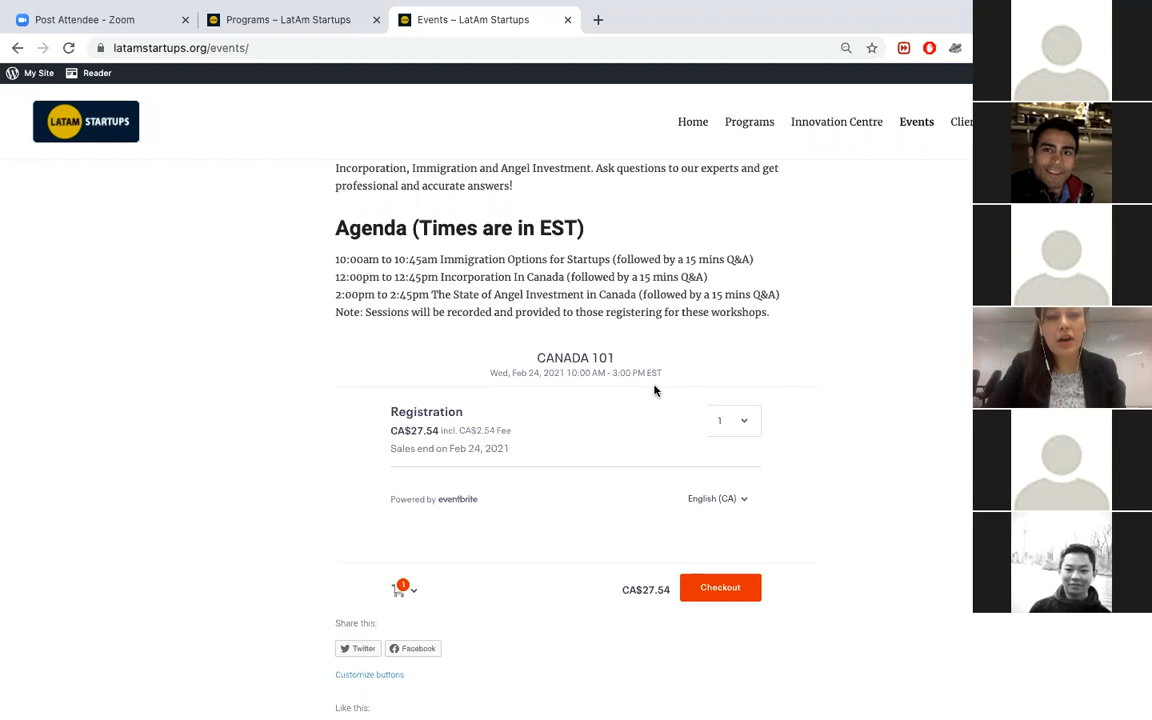 Post Attendee - Zoom
Programs – LatAm Startups
Events – LatAm Startups
latamstartups.org/events/
My Site
Reader
LATAM STARTUPS
Home
Programs
Innovation Centre
Events
Clien
Incorporation, Immigration and Angel Investment. Ask questions to our experts and get
professional and accurate answers!
Agenda (Times are in EST)
10:00am to 10:45am Immigration Options for Startups (followed by a 15 mins Q&A)
12:00pm to 12:45pm Incorporation In Canada (followed by a 15 mins Q&A)
2:00pm to 2:45pm The State of Angel Investment in Canada (followed by a 15 mins Q&A)
Note: Sessions will be recorded and provided to those registering for these workshops.
CANADA 101
Wed, Feb 24, 2021 10:00 AM - 3:00 PM EST
Registration
CA$27.54 incl. CA$2.54 Fee
Sales end on Feb 24, 2021
1
Powered by eventbrite
English (CA)
1
CA$27.54
Checkout
Share this:
Twitter
Facebook
Customize buttons
Like this: